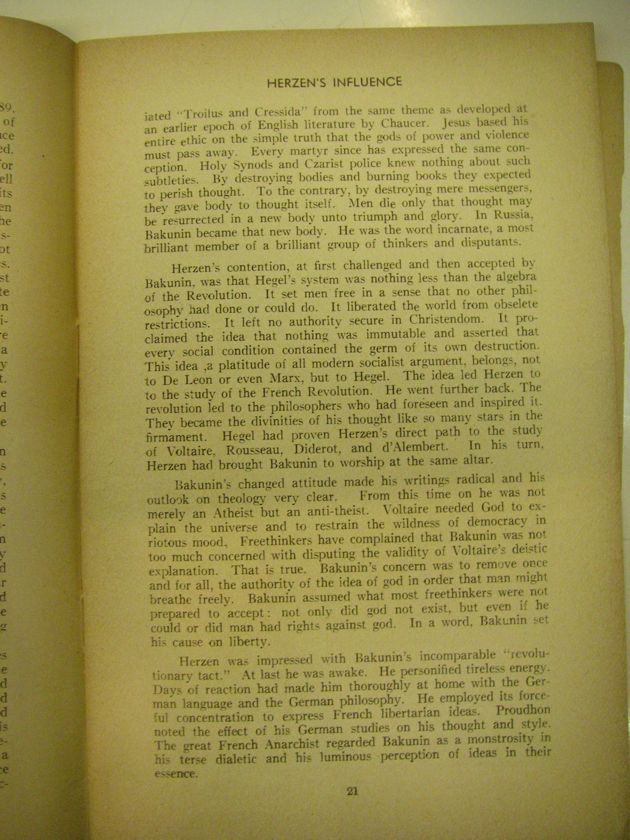 HERZEN'S INFLUENCE
iated "Troilus and Cressida" from the same theme as developed at
an earlier epoch of English literature by Chaucer. Jesus based his
entire ethic on the simple truth that the gods of power and violence
must pass away. Every martyr since has expressed the same con-
ception. Holy Synods and Czarist police knew nothing about such
subtleties. By destroying bodies and burning books they expected
to perish thought. To the contrary, by destroying mere messengers,
they gave body to thought itself. Men die only that thought may
be resurrected in a new body unto triumph and glory. In Russia,
Bakunin became that new body. He was the word incarnate, a most
brilliant member of a brilliant group of thinkers and disputants.
Herzen's contention, at first challenged and then accepted by
Bakunin, was that Hegel's system was nothing less than the algebra
of the Revolution. It set men free in a sense that no other phil-
osophy had done or could do. It liberated the world from obselete
restrictions. It left no authority secure in Christendom. It pro-
claimed the idea that nothing was immutable and asserted that
every social condition contained the germ of its own destruction.
This idea ,a platitude of all modern socialist argument, belongs, not
to De Leon or even Marx, but to Hegel. The idea led Herzen to
to the study of the French Revolution. He went further back. The
revolution led to the philosophers who had foreseen and inspired it.
They became the divinities of his thought like so many stars in the
firmament. Hegel had proven Herzen's direct path to the study
of Voltaire, Rousseau, Diderot, and d'Alembert. In his turn,
Herzen had brought Bakunin to worship at the same altar.
Bakunin's changed attitude made his writings radical and his
outlook on theology very clear. From this time on he was not
merely an Atheist but an anti-theist. Voltaire needed God to ex-
plain the universe and to restrain the wildness of democracy in
riotous mood, Freethinkers have complained that Bakunin was not
too much concerned with disputing the validity of Voltaire's deistic
explanation. That is true. Bakunin's concern was to remove once
and for all, the authority of the idea of god in order that man might
breathe freely. Bakunin assumed what most freethinkers were not
prepared to accept: not only did god not exist, but even if he
could or did man had rights against god. In a word, Bakunin set
his cause on liberty.
Herzen was impressed with Bakunin's incomparable "revolu-
tionary tact." At last he was awake. He personified tireless energy.
Days of reaction had made him thoroughly at home with the Ger-
man language and the German philosophy. He employed its force-
ful concentration to express French libertarian ideas. Proudhon
noted the effect of his German studies on his thought and style.
The great French Anarchist regarded Bakunin as a monstrosity in
his terse dialetic and his luminous perception of ideas in their
essence.
21